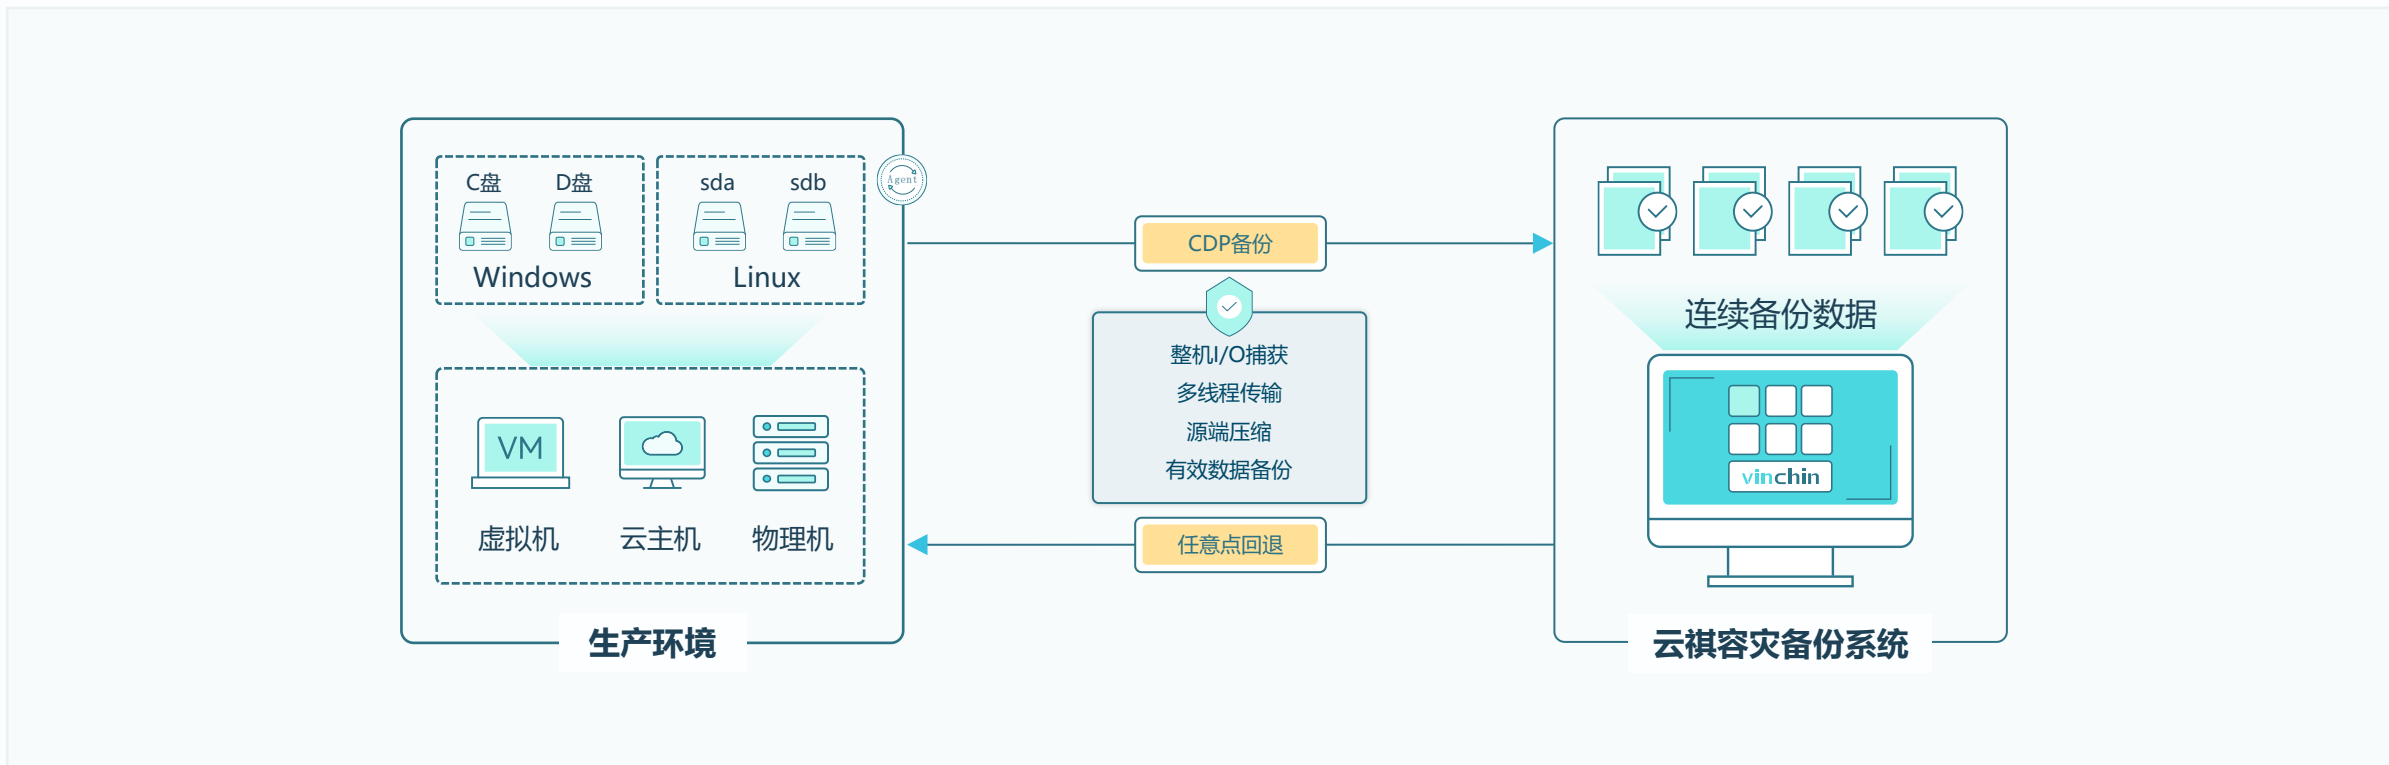 C盘
D盘
Windows
sda
sdb
Linux
Agent
VM
虚拟机
云主机
物理机
生产环境
CDP备份
整机I/O捕获
多线程传输
源端压缩
有效数据备份
任意点回退
连续备份数据
vinchin
云祺容灾备份系统